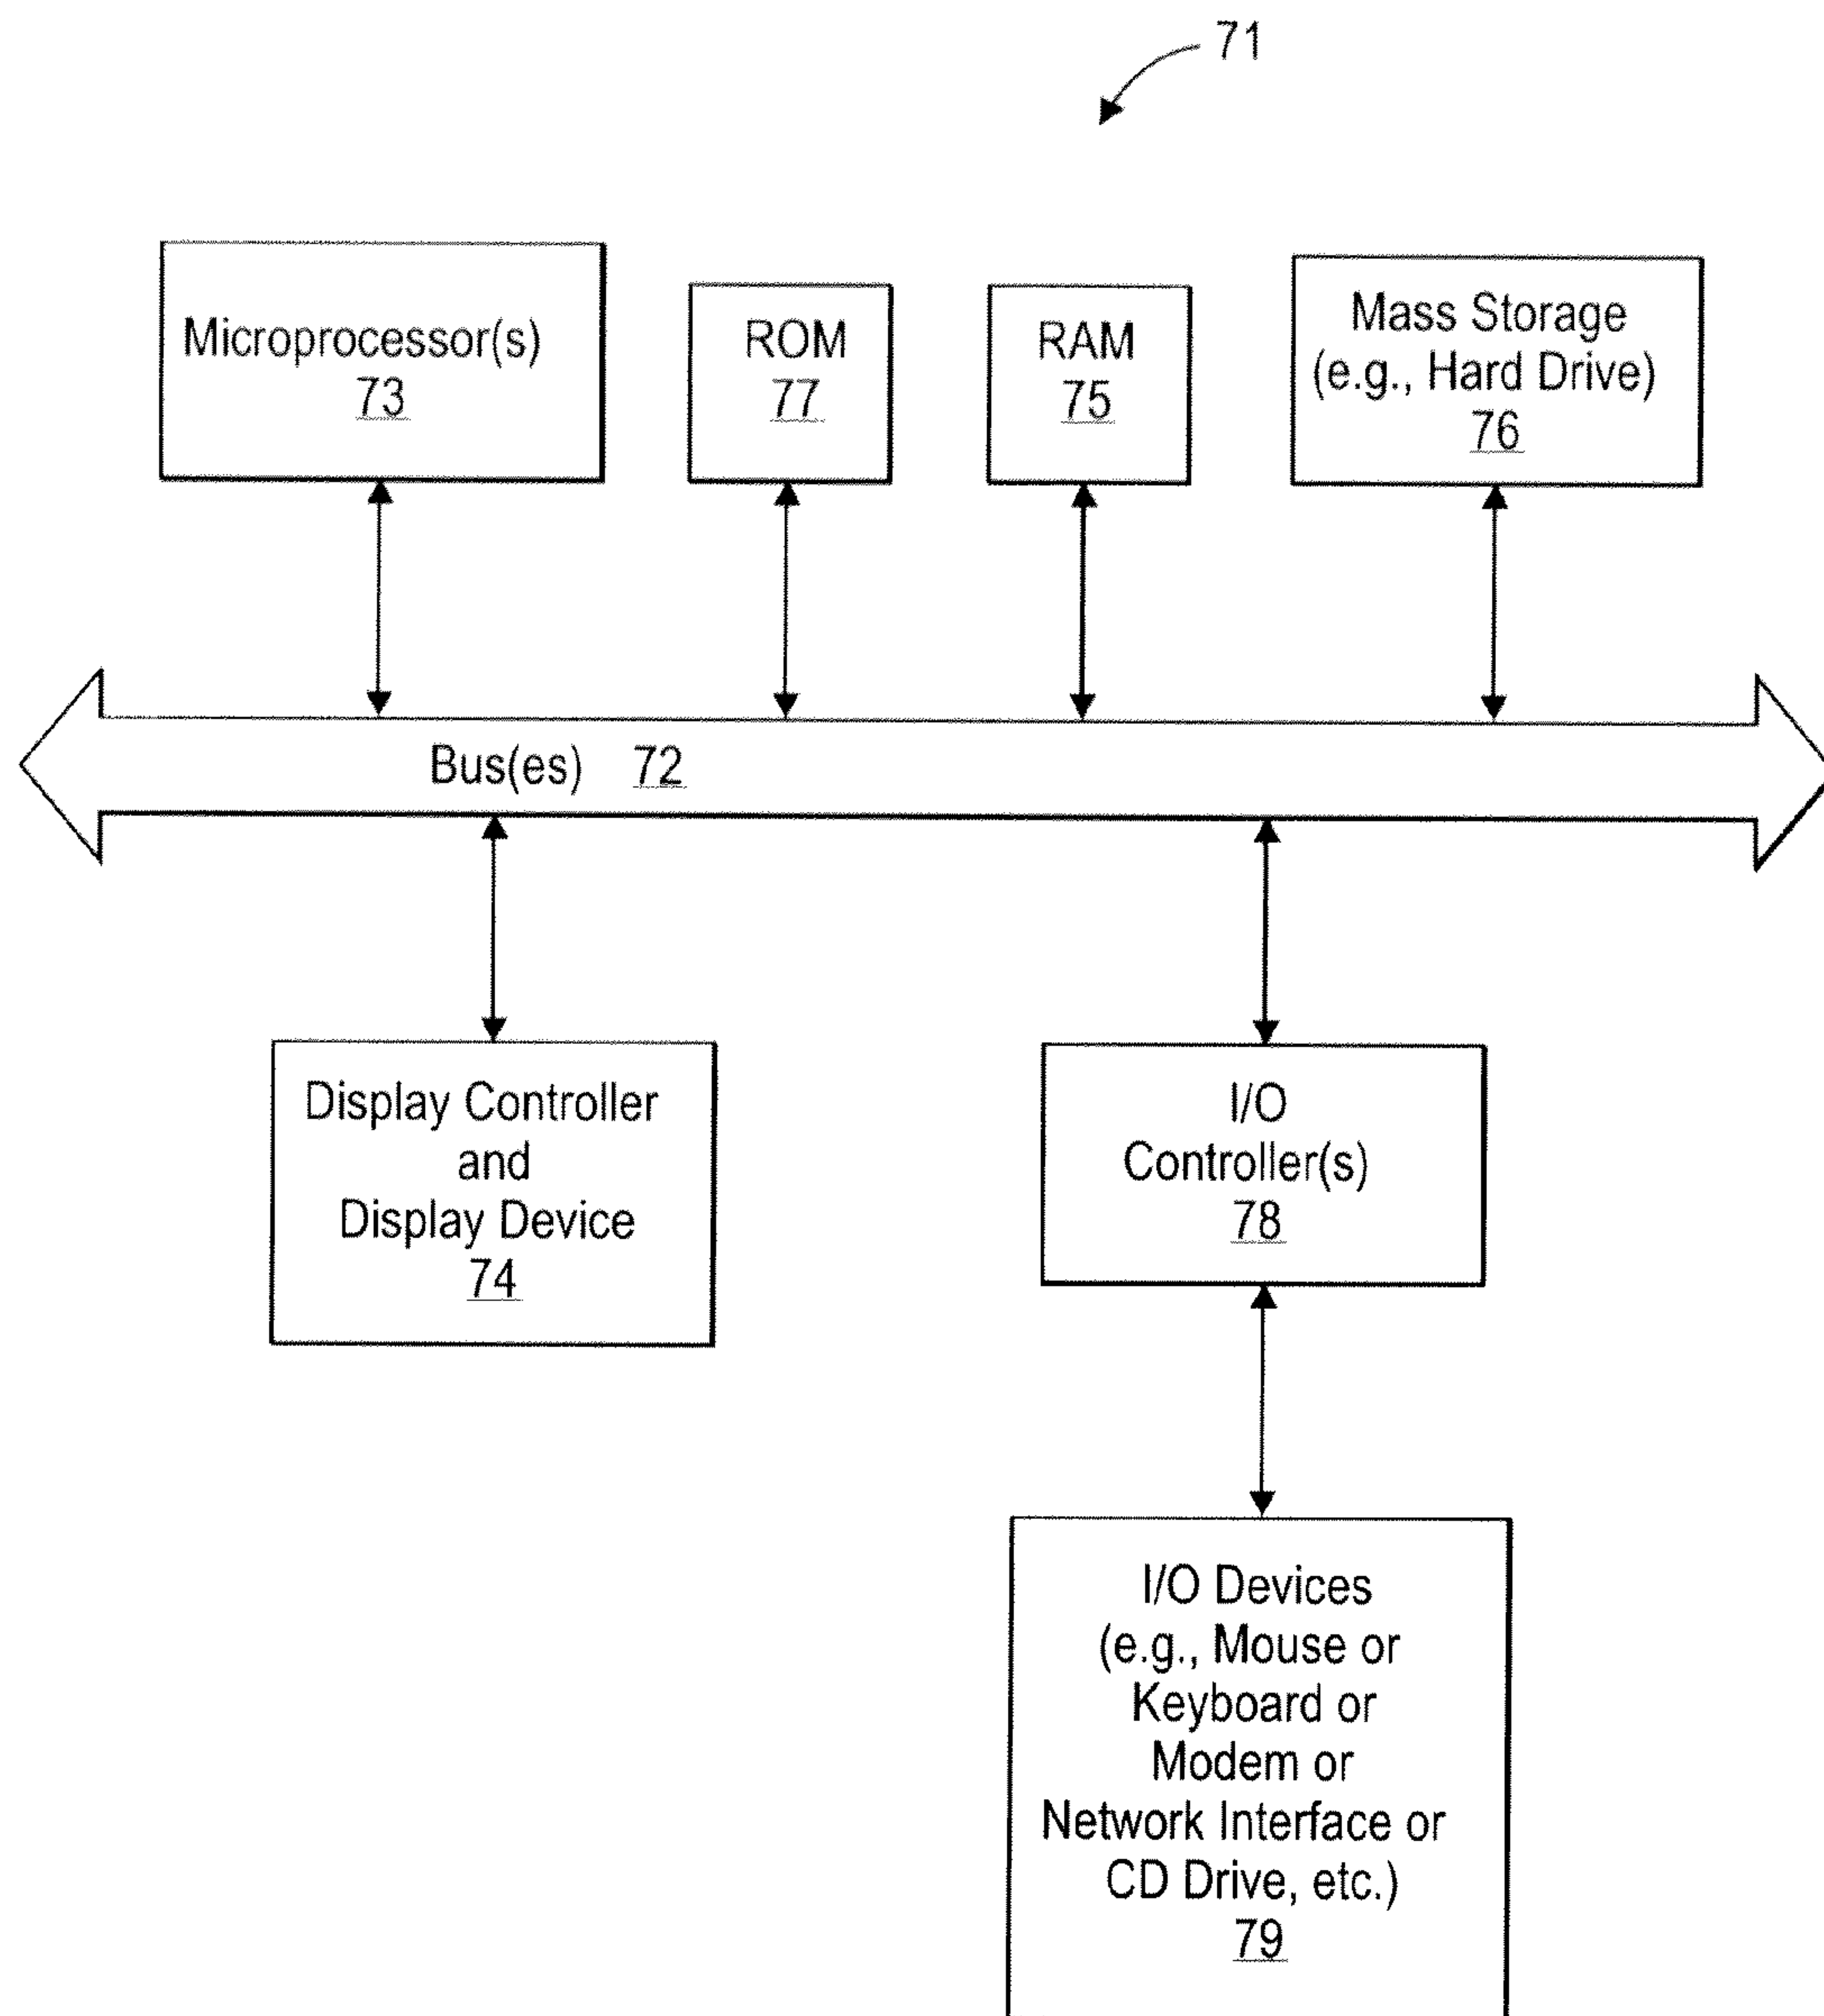 71
Microprocessor(s)
73
ROM
77
RAM
75
Mass Storage
(e.g., Hard Drive)
76
Bus(es) 72
Display Controller
and
Display Device
74
I/O
Controller(s)
78
I/O Devices
(e.g., Mouse or
Keyboard or
Modem or
Network Interface or
CD Drive, etc.)
79